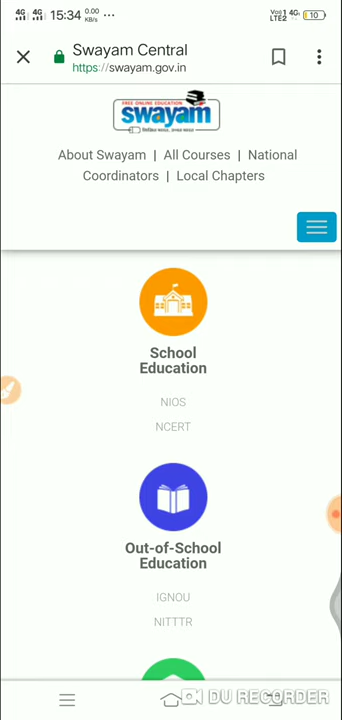 4G 4G 15:34 0.00 KB/s ... VoLTE2 4G 10
Swayam Central
https://swayam.gov.in
FREE ONLINE EDUCATION
swayam
About Swayam | All Courses | National
Coordinators | Local Chapters
School
Education
NIOS
NCERT
Out-of-School
Education
IGNOU
NITTTR
DU RECORDER